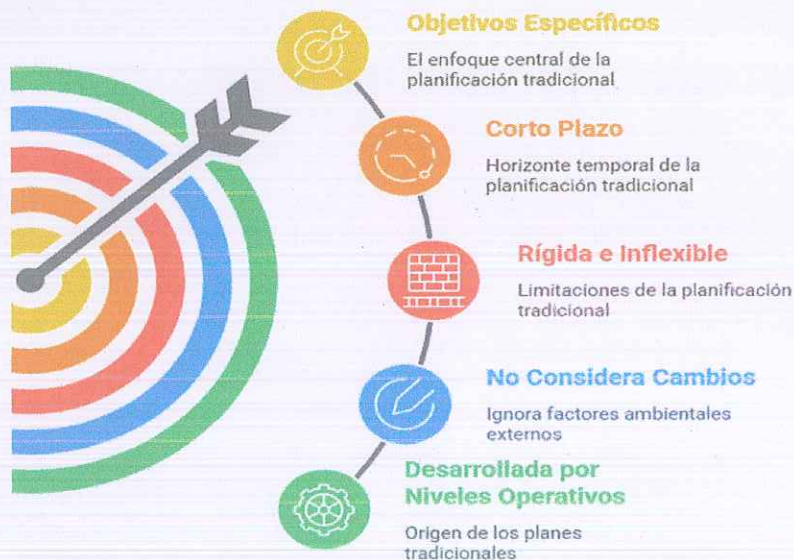 Objetivos Específicos
El enfoque central de la
planificación tradicional
Corto Plazo
Horizonte temporal de la
planificación tradicional
Rígida e Inflexible
Limitaciones de la planificación
tradicional
No Considera Cambios
Ignora factores ambientales
externos
Desarrollada por
Niveles Operativos
Origen de los planes
tradicionales